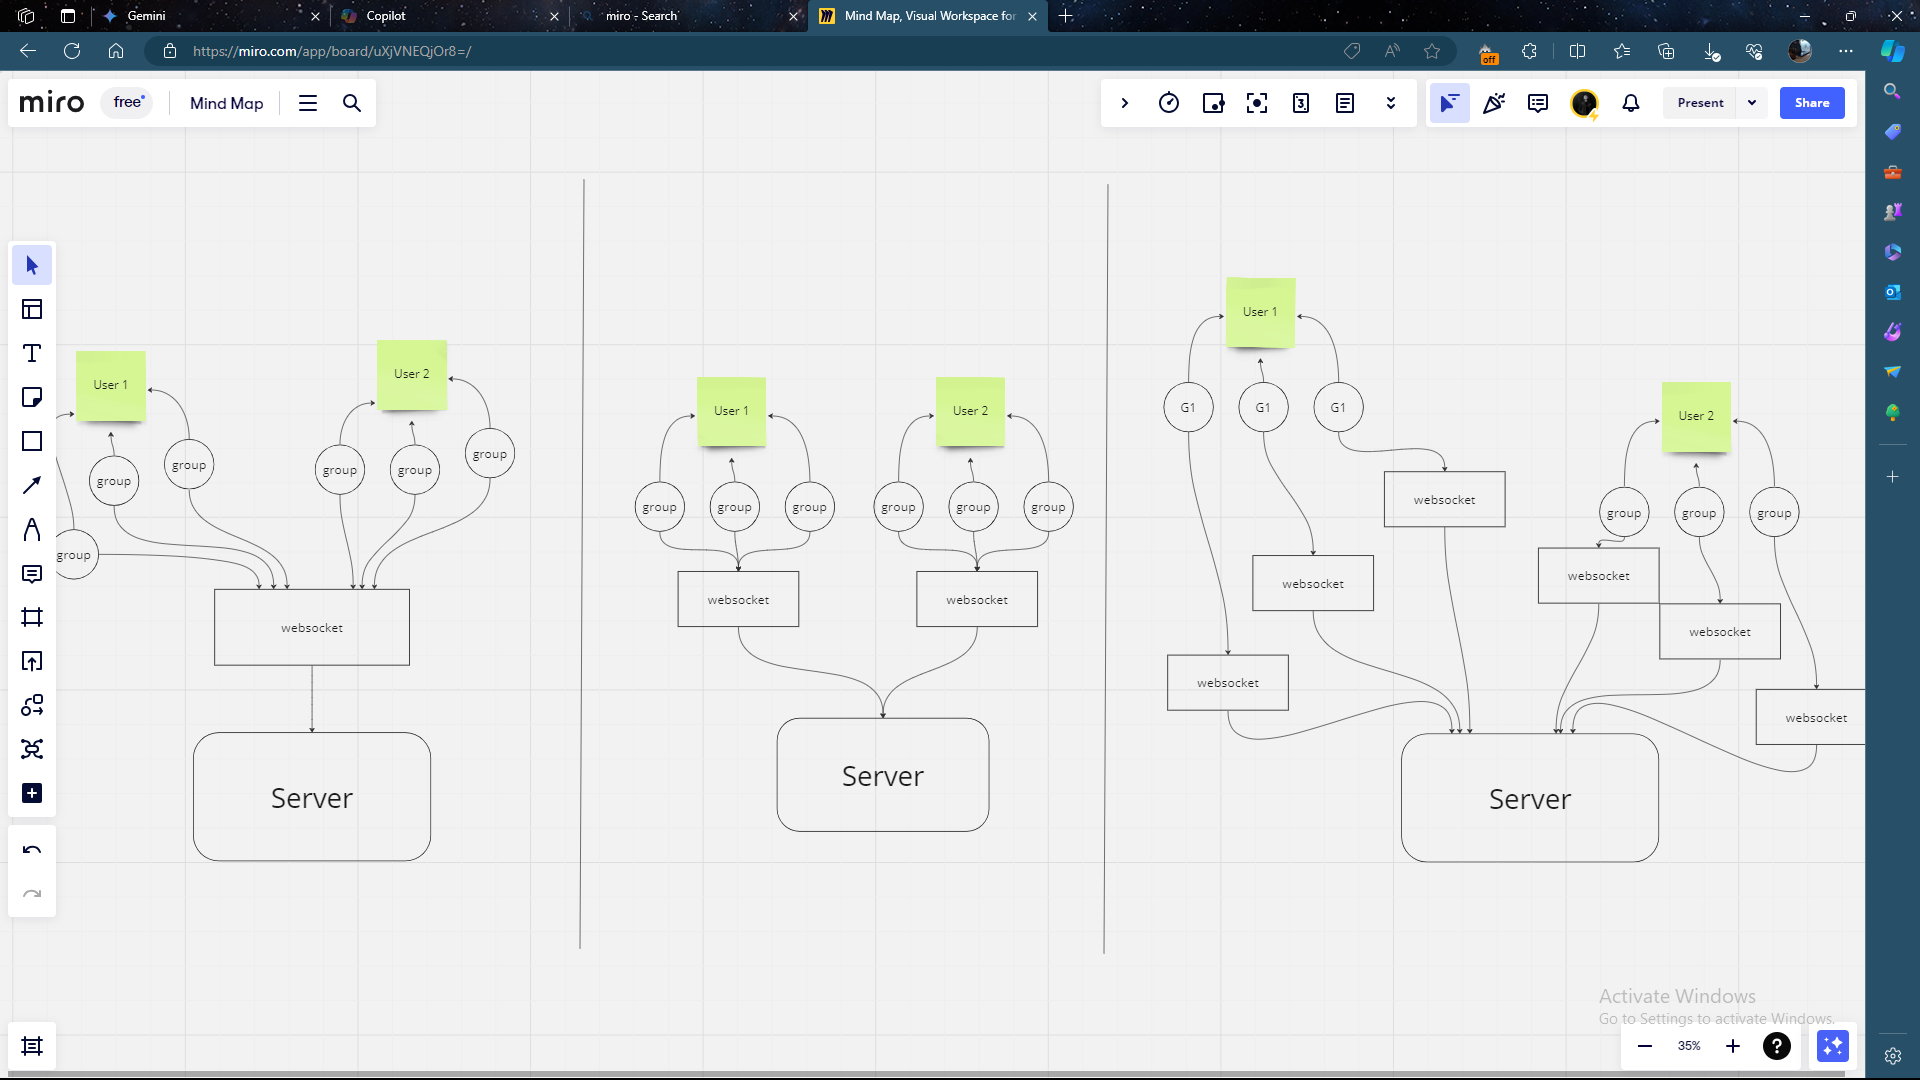 Gemini
Copilot
miro - Search
Mind Map, Visual Workspace for
https://miro.com/app/board/uXjVNEQjOr8=/
off
miro
free
Mind Map
3
Present
Share
User 1
User 2
group
group
group
group
group
group
websocket
Server
User 1
User 2
group
group
group
group
group
group
websocket
websocket
Server
User 1
G1
G1
G1
websocket
websocket
websocket
User 2
group
group
group
websocket
websocket
websocket
Server
Activate Windows
Go to Settings to activate Windows.
35%
?